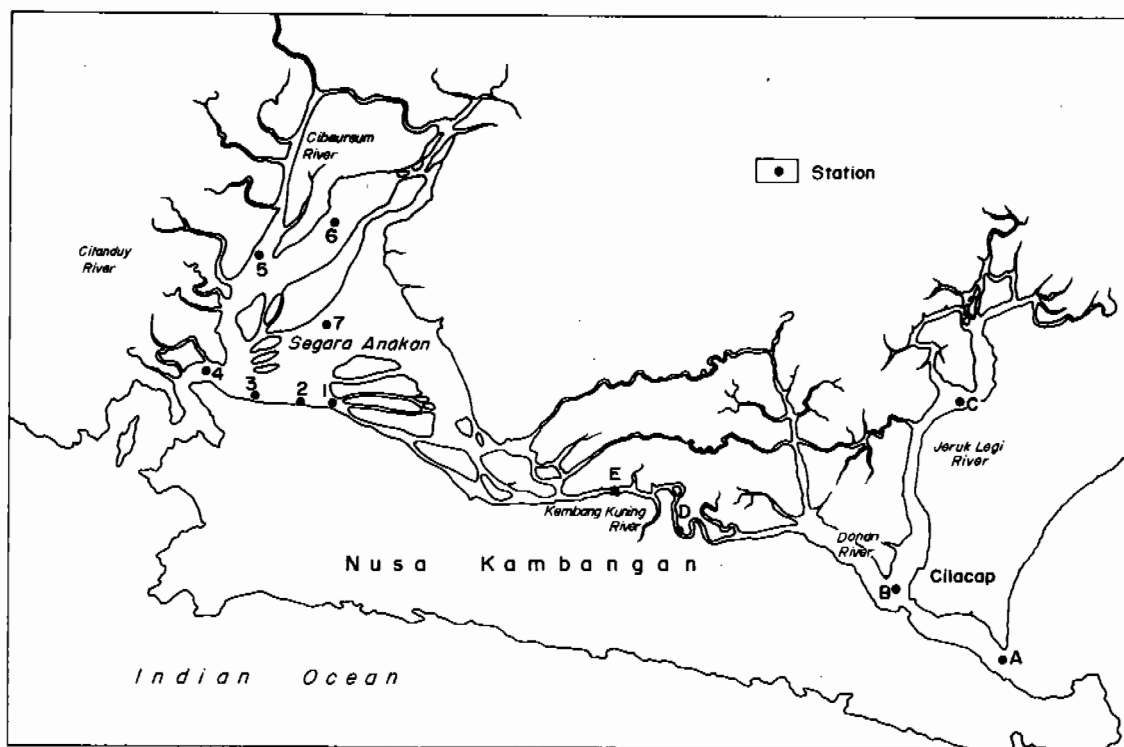 Cibeureum
River
Station
6
Citanduy
River
5
7
Segara Anakan
4
3
2
1
C
Jeruk Legi
River
E
Kembang Kuning
River
D
Donan
River
Nusa Kambangan
Cilacap
B
A
Indian Ocean